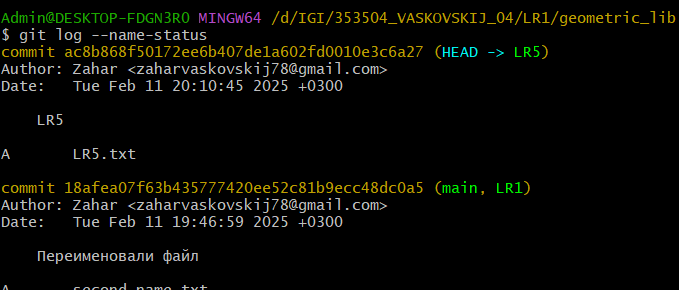 Admin@DESKTOP-FDGN3R0 MINGW64 /d/IGI/353504_VASKOVSKIJ_04/LR1/geometric_lib
$ git log --name-status
commit ac8b868f50172ee6b407de1a602fd0010e3c6a27 (HEAD -> LR5)
Author: Zahar <zaharvaskovskij78@gmail.com>
Date:   Tue Feb 11 20:10:45 2025 +0300
    LR5
A       LR5.txt
commit 18afea07f63b435777420ee52c81b9ecc48dc0a5 (main, LR1)
Author: Zahar <zaharvaskovskij78@gmail.com>
Date:   Tue Feb 11 19:46:59 2025 +0300
    Переименовали файл
A       second_name.txt